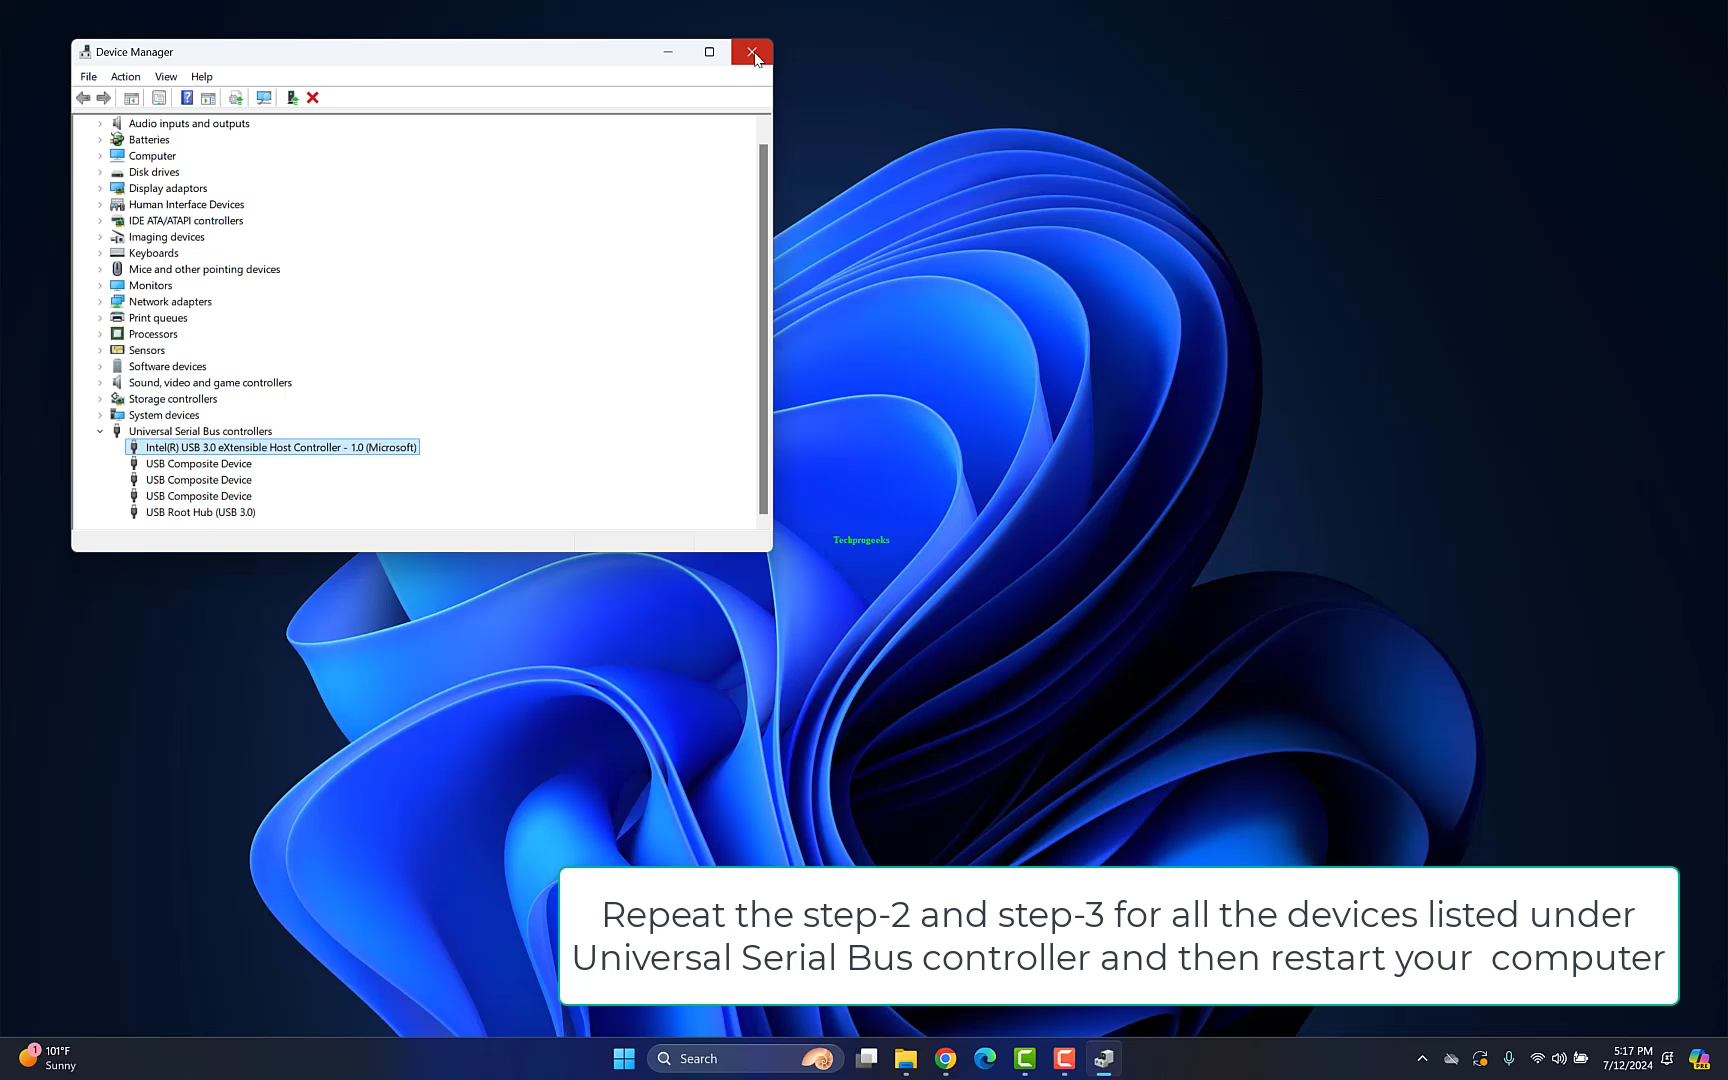 Device Manager
File Action View Help
Audio inputs and outputs
Batteries
Computer
Disk drives
Display adaptors
Human Interface Devices
IDE ATA/ATAPI controllers
Imaging devices
Keyboards
Mice and other pointing devices
Monitors
Network adapters
Print queues
Processors
Sensors
Software devices
Sound, video and game controllers
Storage controllers
System devices
Universal Serial Bus controllers
Intel(R) USB 3.0 eXtensible Host Controller - 1.0 (Microsoft)
USB Composite Device
USB Composite Device
USB Composite Device
USB Root Hub (USB 3.0)
Techprogeeks
Repeat the step-2 and step-3 for all the devices listed under
Universal Serial Bus controller and then restart your computer
1
101°F
Sunny
Search
5:17 PM
7/12/2024
PRE